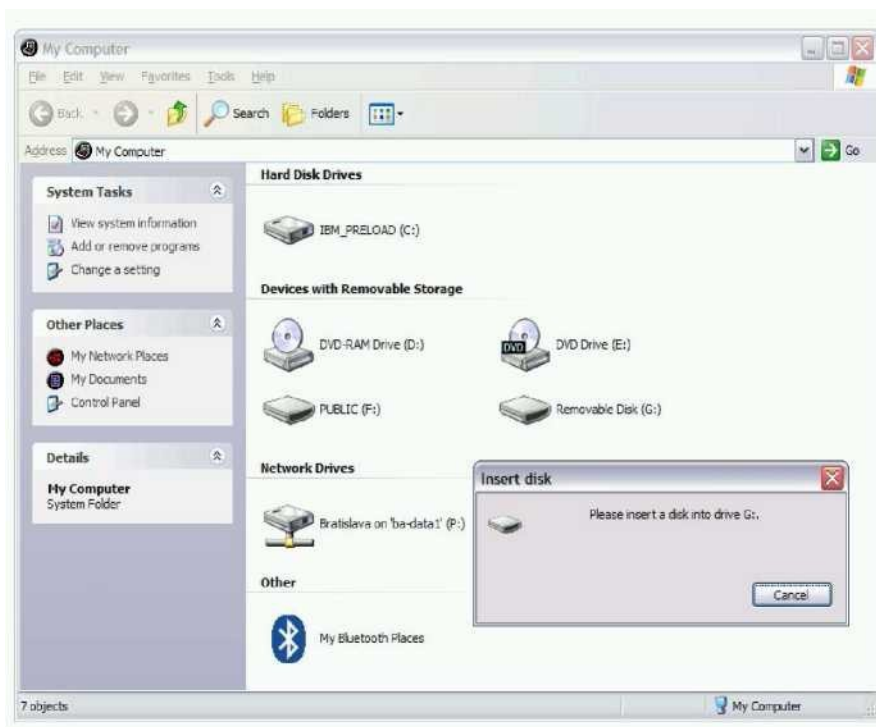 My Computer
File Edit View Favorites Tools Help
Back Search Folders
Address My Computer Go
System Tasks
View system information
Add or remove programs
Change a setting
Other Places
My Network Places
My Documents
Control Panel
Details
My Computer
System Folder
Hard Disk Drives
IBM_PRELOAD (C:)
Devices with Removable Storage
DVD-RAM Drive (D:)
DVD
DVD Drive (E:)
PUBLIC (F:)
Removable Disk (G:)
Network Drives
Bratislava on 'ba-data1' (P:)
Other
My Bluetooth Places
Insert disk
Please insert a disk into drive G:.
Cancel
7 objects
My Computer